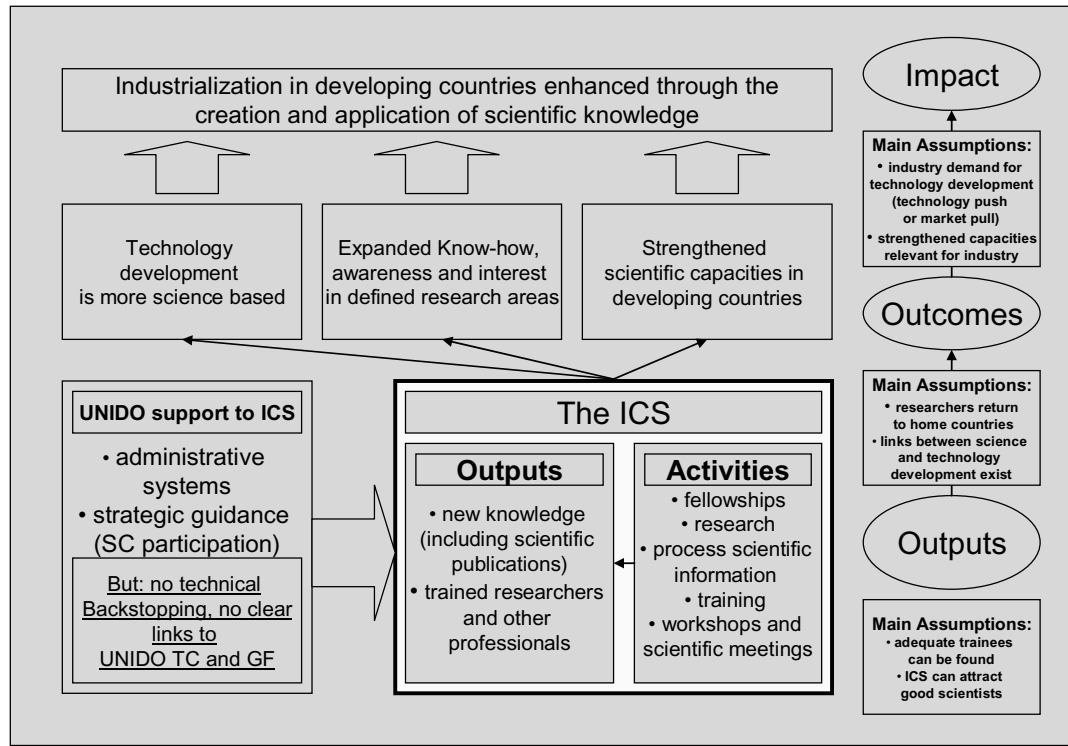 Industrialization in developing countries enhanced through the
creation and application of scientific knowledge
Technology
development
is more science based
Expanded Know-how,
awareness and interest
in defined research areas
Strengthened
scientific capacities in
developing countries
UNIDO support to ICS
• administrative
systems
• strategic guidance
(SC participation)
But: no technical
Backstopping, no clear
links to
UNIDO TC and GF
The ICS
Outputs
• new knowledge
(including scientific
publications)
• trained researchers
and other
professionals
Activities
• fellowships
• research
• process scientific
information
• training
• workshops and
scientific meetings
Impact
Main Assumptions:
• industry demand for
technology development
(technology push
or market pull)
• strengthened capacities
relevant for industry
Outcomes
Main Assumptions:
• researchers return
to home countries
• links between science
and technology
development exist
Outputs
Main Assumptions:
• adequate trainees
can be found
• ICS can attract
good scientists